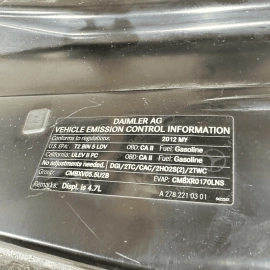 DAIMLER AG
VEHICLE EMISSION CONTROL INFORMATION
Conforms to regulations: 2012 MY
U.S. EPA: T2 BIN 5 LDV OBD: CA II Fuel: Gasoline
California: ULEV II PC OBD: CA II Fuel: Gasoline
No adjustments needed. DGI/TC/CAC/2HO2S(2)/2TWC
Group: CMBXV05.5U2B EVAP: CMBXR0170LNS
Remarks: Displ. is 4.7L
A 278 221 03 01